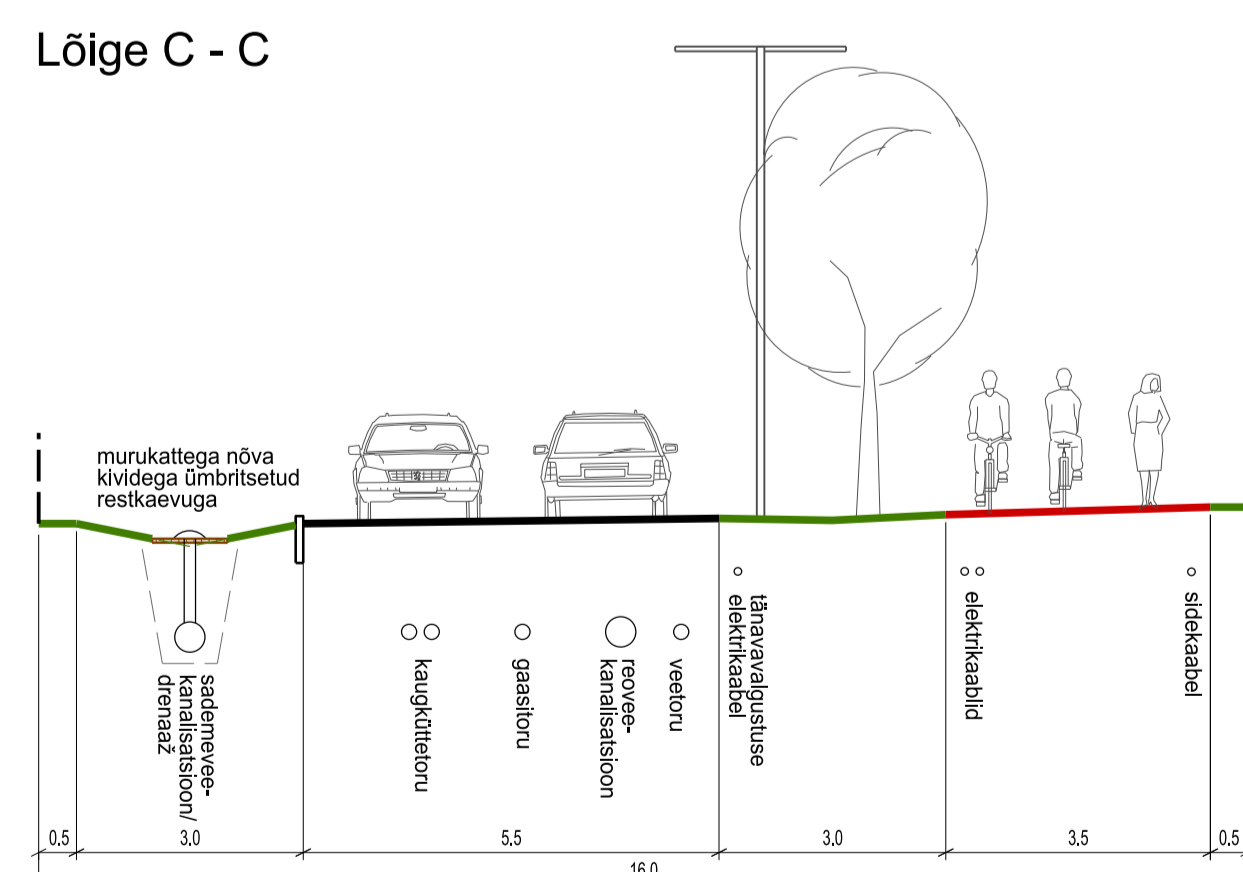 Lõige C - C
murukattega nõva
kividega ümbritsetud
restkaevuga
sademevee-
kanalisatsioon/
drenaaž
kaugküttetoru
gaasitoru
reovee-
kanalisatsioon
veetoru
tänavavalgustuse
elektrikaabel
elektrikaablid
sidekaabel
0.5 3.0 5.5 3.0 3.5 0.5
16.0